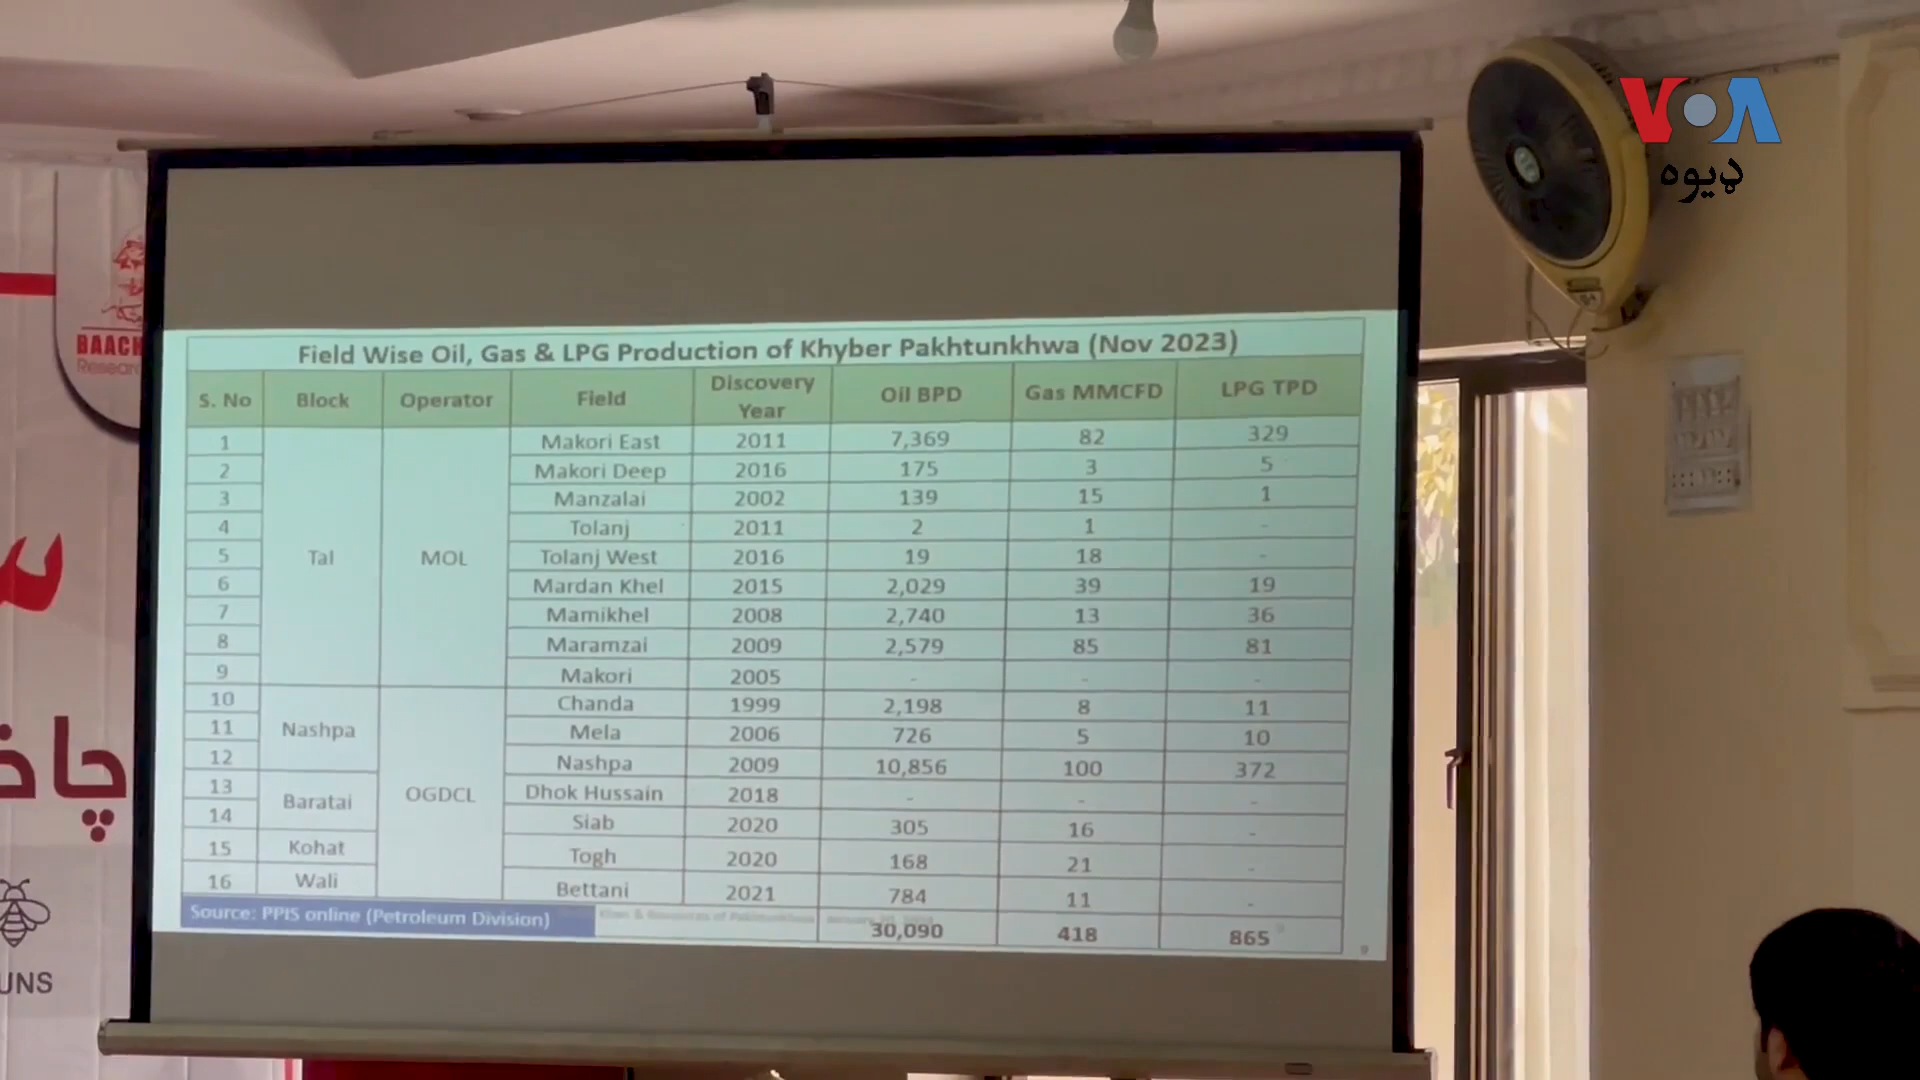 VOA
ډیوه
BAACH
Resear
Field Wise Oil, Gas & LPG Production of Khyber Pakhtunkhwa (Nov 2023)
S. No Block Operator Field Discovery Year Oil BPD Gas MMCFD LPG TPD
1 Tal MOL Makori East 2011 7,369 82 329
2 Makori Deep 2016 175 3 5
3 Manzalai 2002 139 15 1
4 Tolanj 2011 2 1 -
5 Tolanj West 2016 19 18 -
6 Mardan Khel 2015 2,029 39 19
7 Mamikhel 2008 2,740 13 36
8 Maramzai 2009 2,579 85 81
9 Makori 2005 - - -
10 Nashpa OGDCL Chanda 1999 2,198 8 11
11 Mela 2006 726 5 10
12 Nashpa 2009 10,856 100 372
13 Baratai Dhok Hussain 2018 - - -
14 Siab 2020 305 16 -
15 Kohat Togh 2020 168 21 -
16 Wali Bettani 2021 784 11 -
30,090 418 865
Source: PPIS online (Petroleum Division)
9
UNS